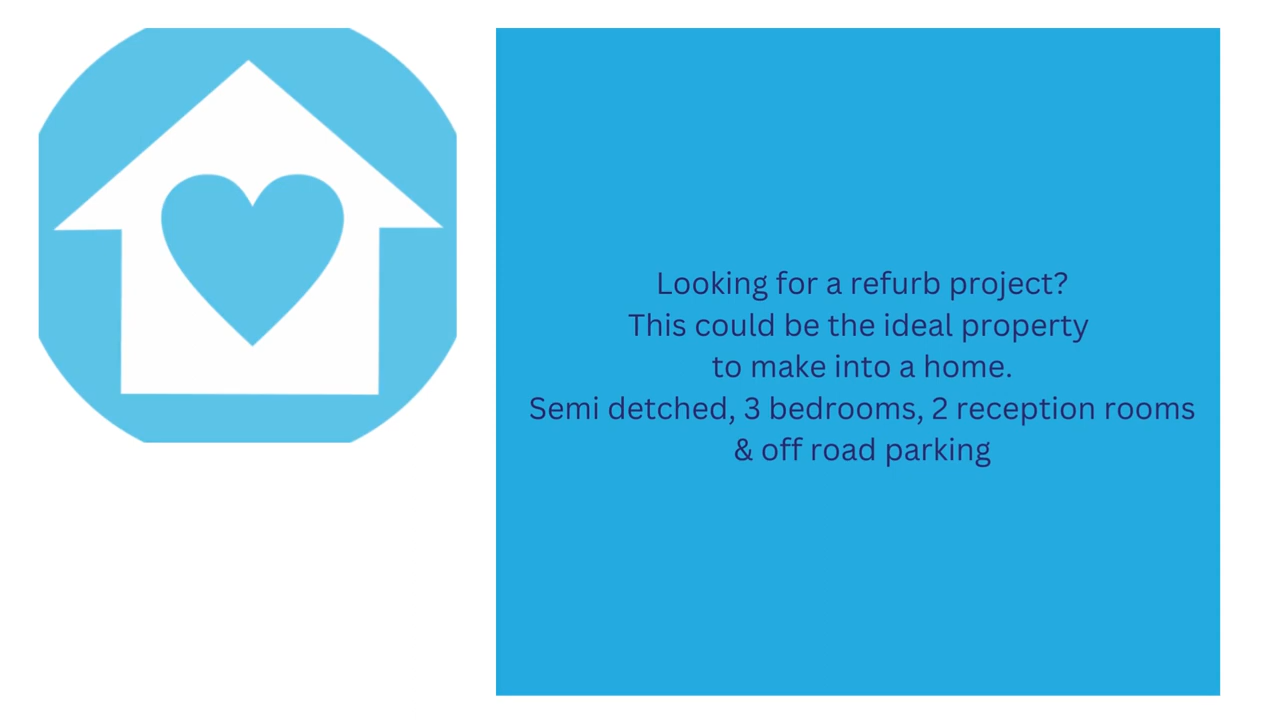 Looking for a refurb project?
This could be the ideal property
to make into a home.
Semi detched, 3 bedrooms, 2 reception rooms
& off road parking